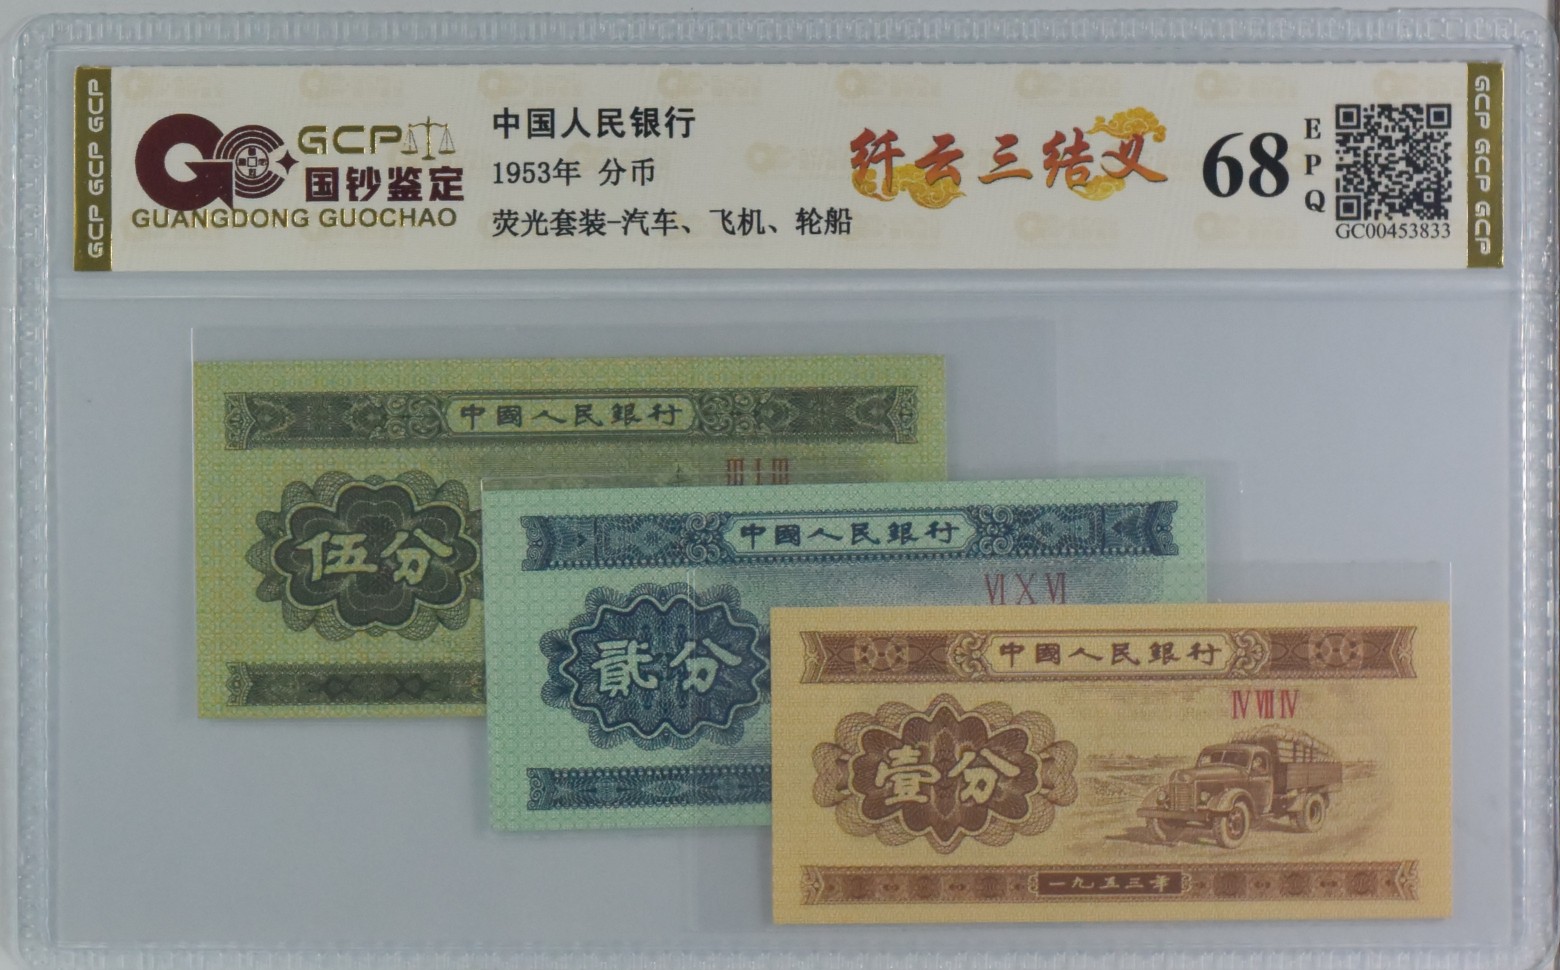 GCP GCP GCP
GCP
国钞鉴定
GUANGDONG GUOCHAO
中国人民银行
1953年 分币
荧光套装-汽车、飞机、轮船
纤云三结义
68
EPQ
GC00453833
GCP GCP GCP
中國人民銀行
III I III
伍分
中國人民銀行
VI X VI
貳分
中國人民銀行
IV VII IV
壹分
一九五三年